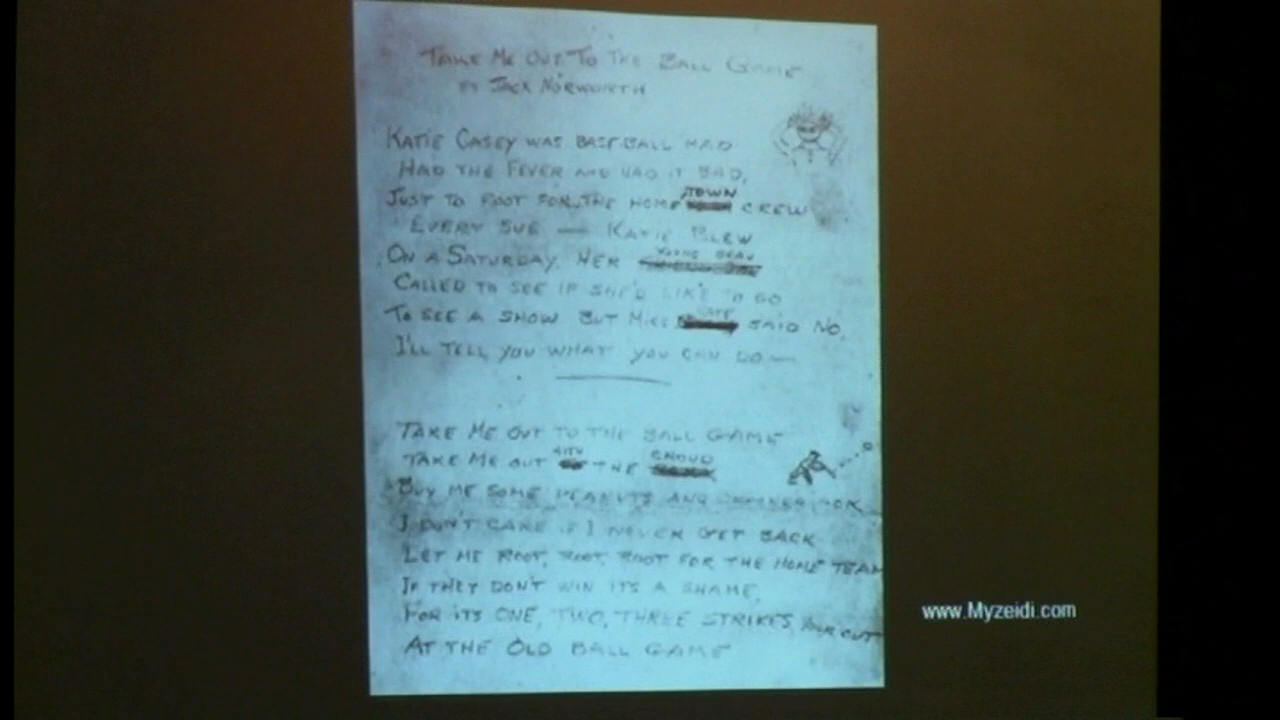 TAKE ME OUT TO THE BALL GAME
BY JACK NORWORTH
KATIE CASEY WAS BASEBALL MAD
HAD THE FEVER AND HAD IT BAD,
JUST TO ROOT FOR THE HOME TOWN CREW
EVERY SUE — KATIE BLEW
ON A SATURDAY. HER YOUNG BEAU
CALLED TO SEE IF SHE'D LIKE TO GO
TO SEE A SHOW BUT MISS KATE SAID NO,
I'LL TELL YOU WHAT YOU CAN DO —
TAKE ME OUT TO THE BALL GAME
TAKE ME OUT WITH THE CROWD
BUY ME SOME PEANUTS AND CRACKER JACK
I DON'T CARE IF I NEVER GET BACK
LET ME ROOT, ROOT, ROOT FOR THE HOME TEAM
IF THEY DON'T WIN ITS A SHAME,
FOR ITS ONE, TWO, THREE STRIKES, YOUR OUT
AT THE OLD BALL GAME
www.Myzeidi.com